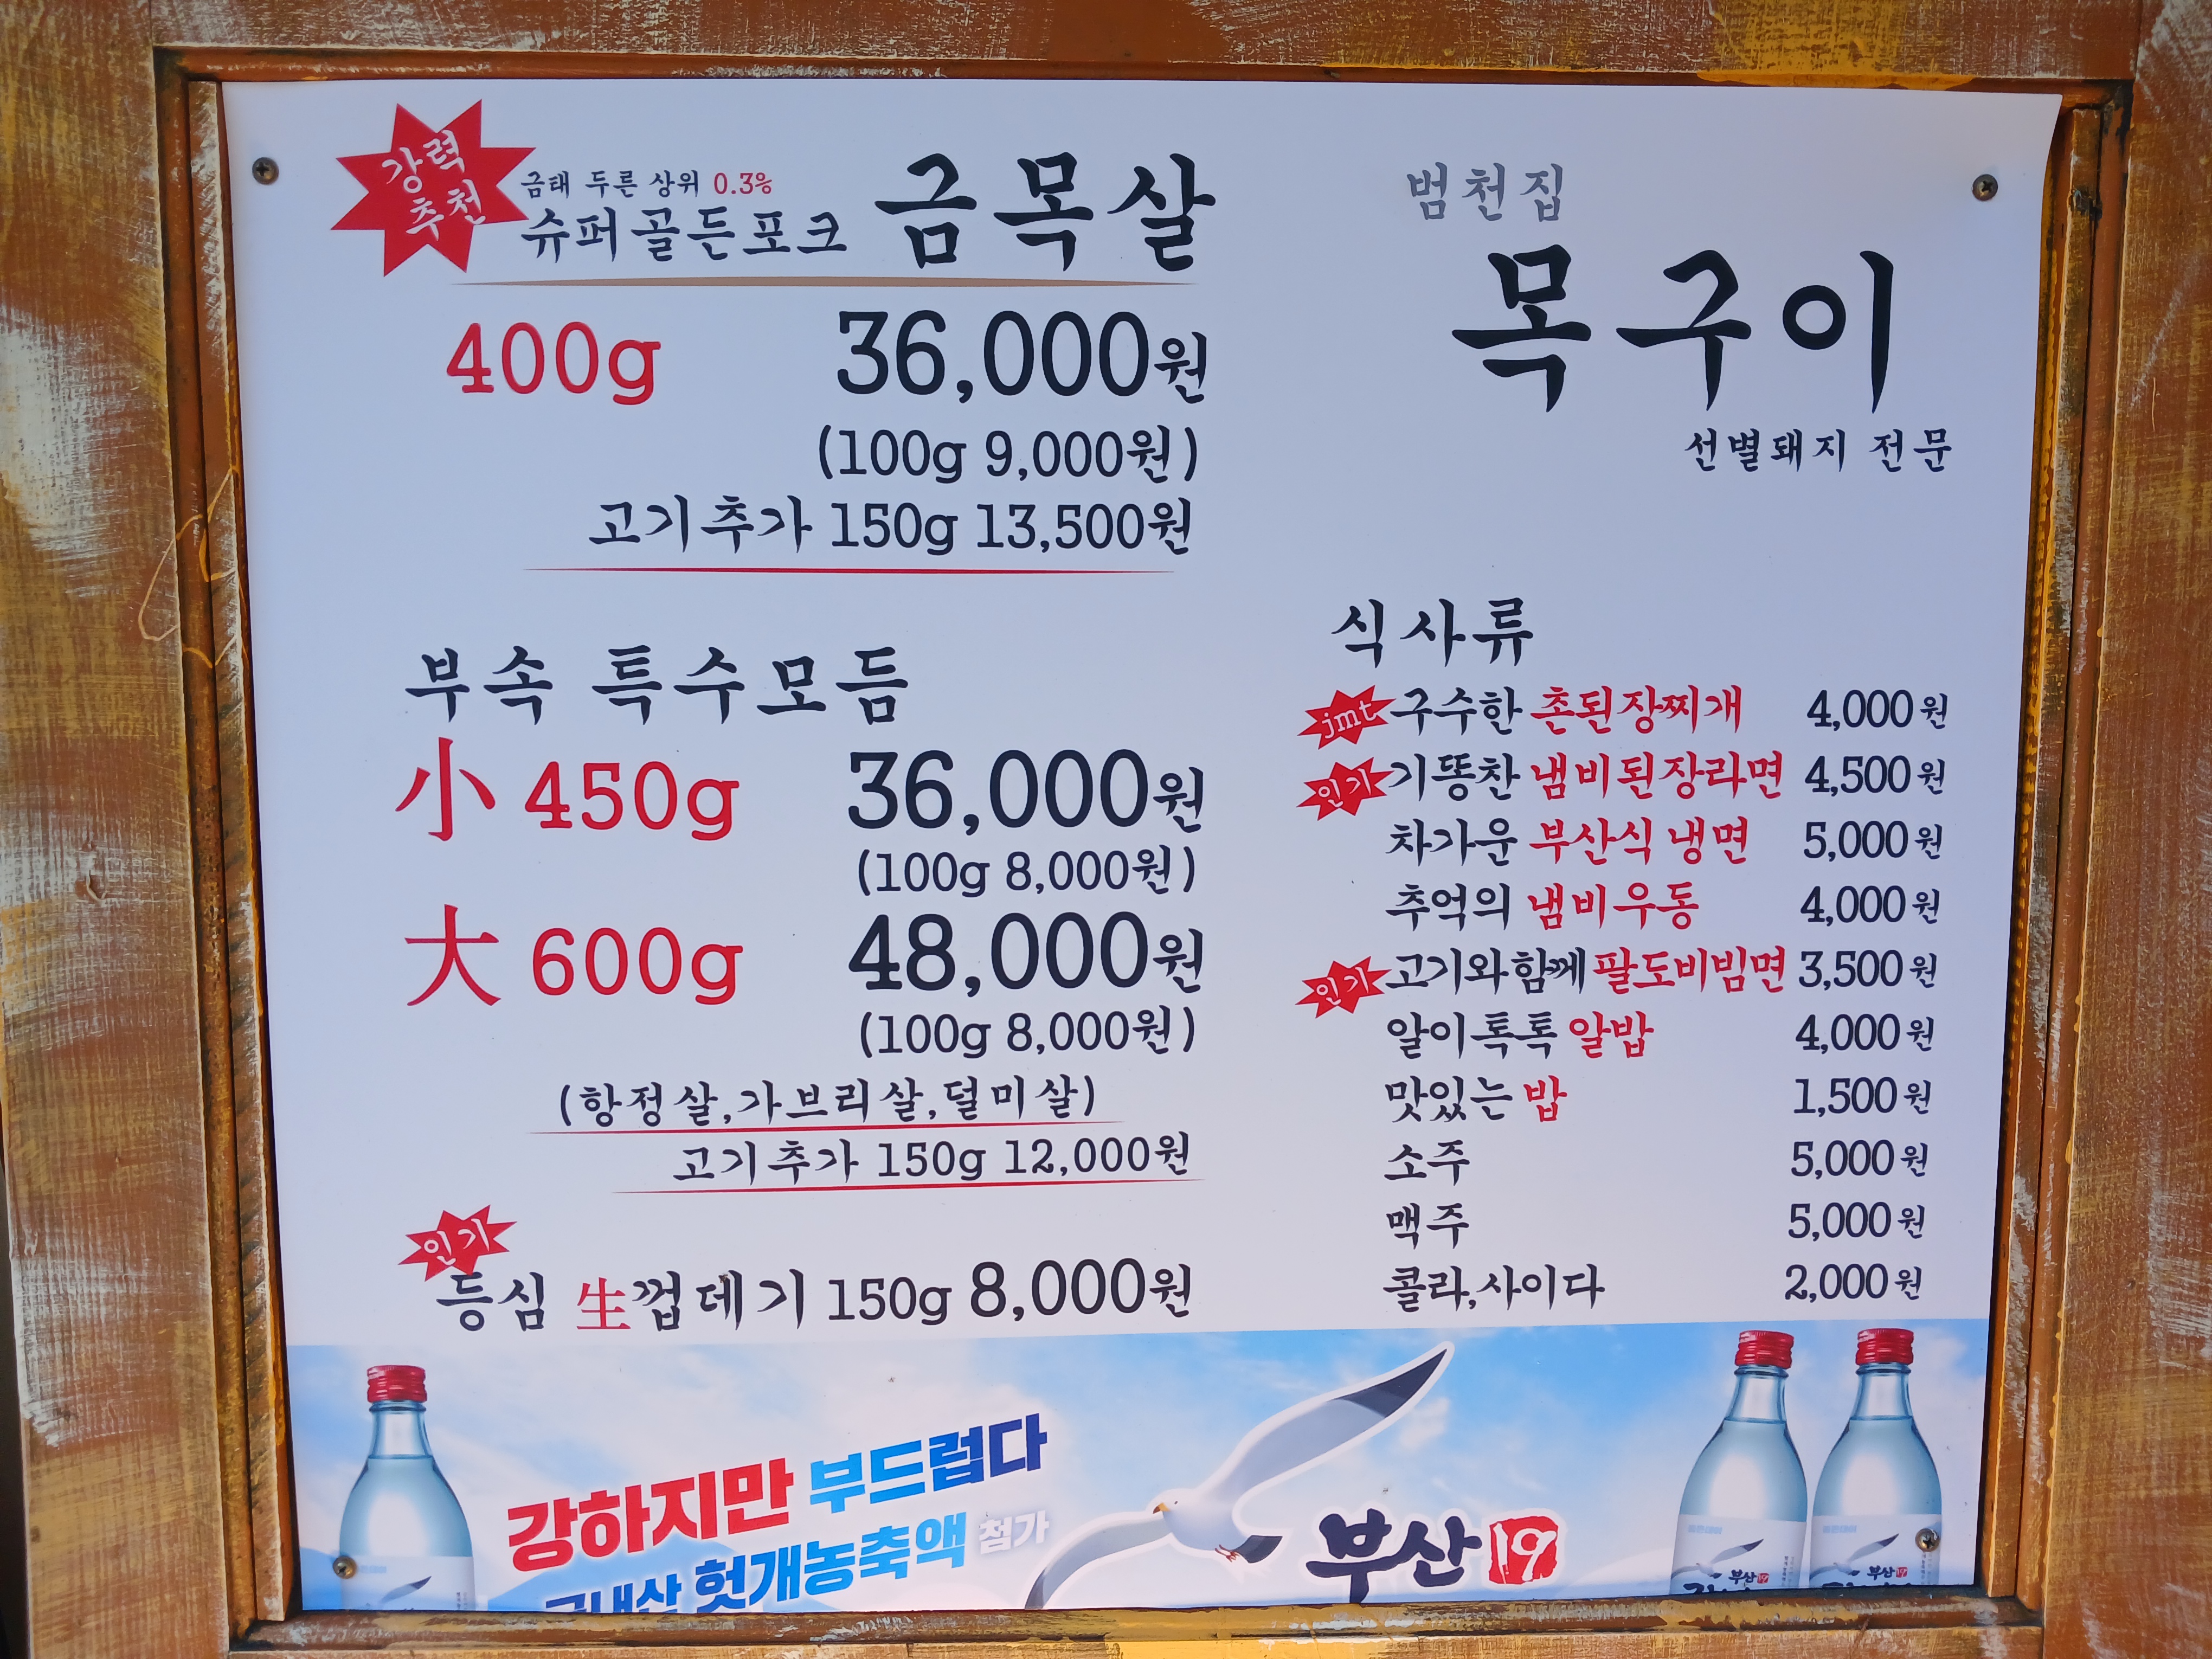 강력
추천
금태 두른 상위 0.3%
슈퍼골든포크 금목살
400g 36,000원
(100g 9,000원)
고기추가 150g 13,500원
부속 특수모듬
小 450g 36,000원
(100g 8,000원)
大 600g 48,000원
(100g 8,000원)
(항정살,가브리살,덜미살)
고기추가 150g 12,000원
인기
등심 生껍데기 150g 8,000원
범천집
목구이
선별돼지 전문
식사류
jmt 구수한 촌된장찌개 4,000원
인기 기똥찬 냄비된장라면 4,500원
차가운 부산식 냉면 5,000원
추억의 냄비우동 4,000원
인기 고기와함께 팔도비빔면 3,500원
알이톡톡 알밥 4,000원
맛있는 밥 1,500원
소주 5,000원
맥주 5,000원
콜라,사이다 2,000원
강하지만 부드럽다
국내산 헛개농축액 첨가
부산 19
부산
부산